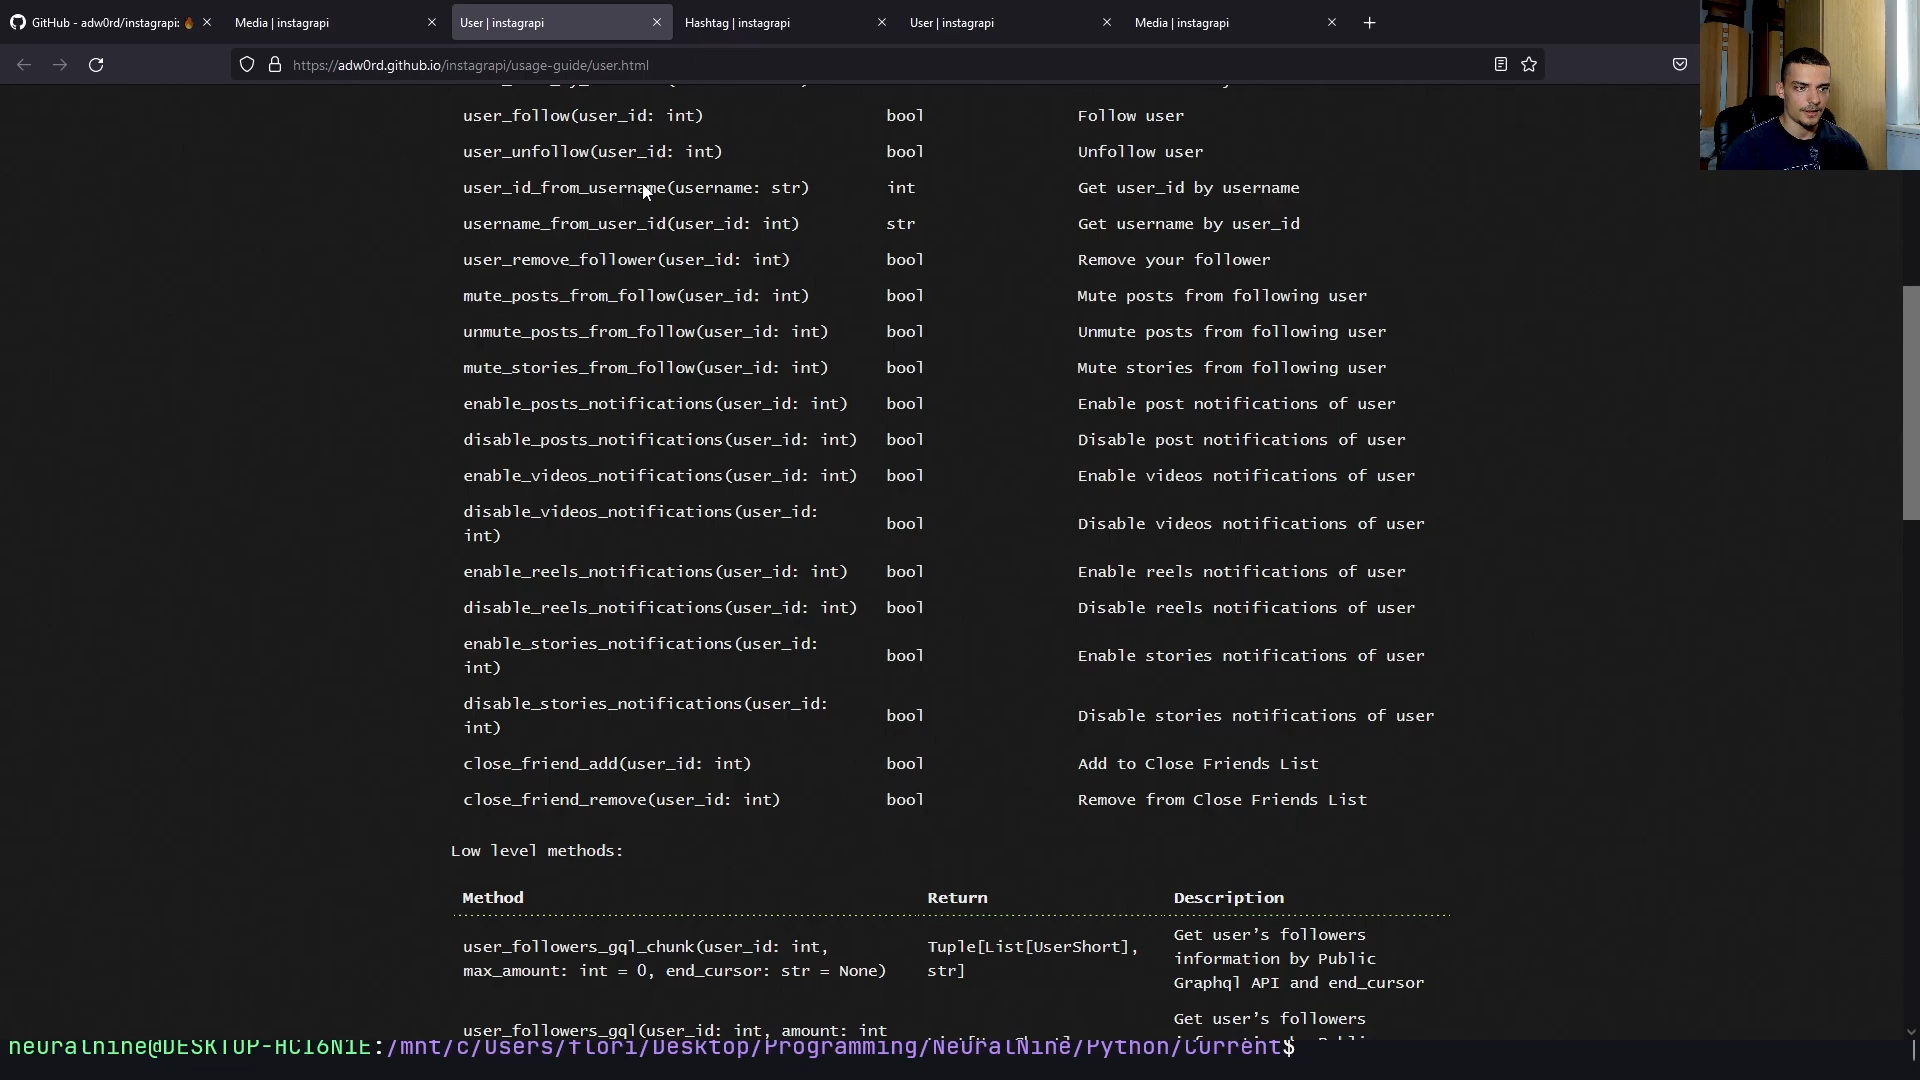 GitHub - adw0rd/instagrapi: 🔥
Media | instagrapi
User | instagrapi
Hashtag | instagrapi
User | instagrapi
Media | instagrapi
https://adw0rd.github.io/instagrapi/usage-guide/user.html
user_follow(user_id: int) bool Follow user
user_unfollow(user_id: int) bool Unfollow user
user_id_from_username(username: str) int Get user_id by username
username_from_user_id(user_id: int) str Get username by user_id
user_remove_follower(user_id: int) bool Remove your follower
mute_posts_from_follow(user_id: int) bool Mute posts from following user
unmute_posts_from_follow(user_id: int) bool Unmute posts from following user
mute_stories_from_follow(user_id: int) bool Mute stories from following user
enable_posts_notifications(user_id: int) bool Enable post notifications of user
disable_posts_notifications(user_id: int) bool Disable post notifications of user
enable_videos_notifications(user_id: int) bool Enable videos notifications of user
disable_videos_notifications(user_id:
int) bool Disable videos notifications of user
enable_reels_notifications(user_id: int) bool Enable reels notifications of user
disable_reels_notifications(user_id: int) bool Disable reels notifications of user
enable_stories_notifications(user_id:
int) bool Enable stories notifications of user
disable_stories_notifications(user_id:
int) bool Disable stories notifications of user
close_friend_add(user_id: int) bool Add to Close Friends List
close_friend_remove(user_id: int) bool Remove from Close Friends List
Low level methods:
Method Return Description
user_followers_gql_chunk(user_id: int,
max_amount: int = 0, end_cursor: str = None)
Tuple[List[UserShort],
str]
Get user's followers
information by Public
Graphql API and end_cursor
user_followers_gql(user_id: int, amount: int
Get user's followers
neuralnine@DESKTOP-HCI6N1E:/mnt/c/Users/flori/Desktop/Programming/NeuralNine/Python/Current$